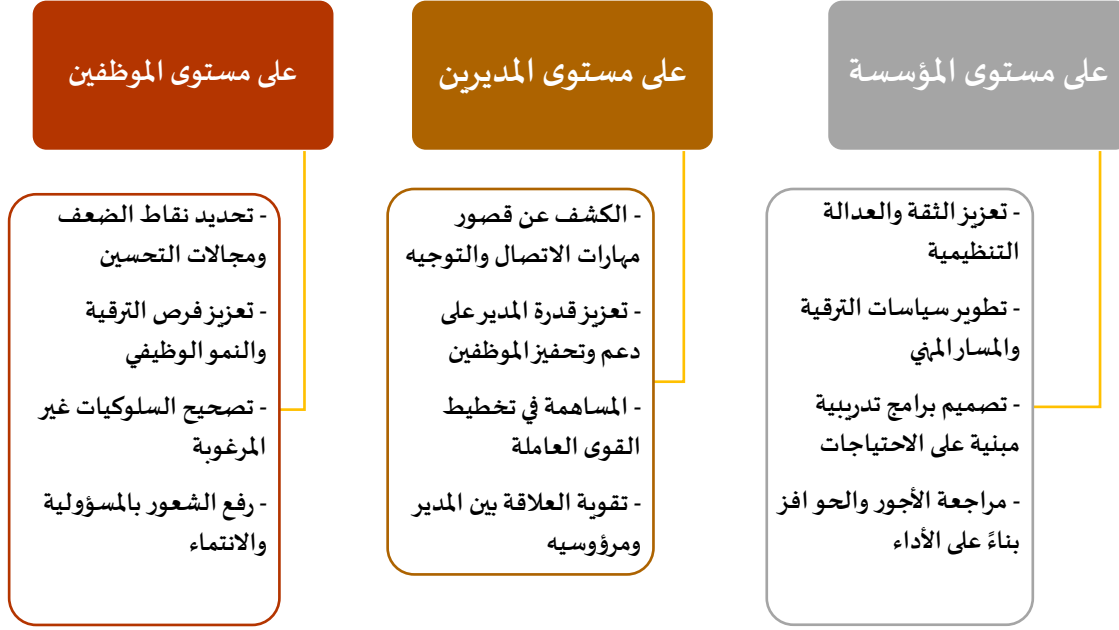 على مستوى المؤسسة
- تعزيز الثقة والعدالة
التنظيمية
- تطوير سياسات الترقية
والمسار المهني
- تصميم برامج تدريبية
مبنية على الاحتياجات
- مراجعة الأجور والحو افز
بناءً على الأداء
على مستوى المديرين
- الكشف عن قصور
مهارات الاتصال والتوجيه
- تعزيز قدرة المدير على
دعم وتحفيز الموظفين
- المساهمة في تخطيط
القوى العاملة
- تقوية العلاقة بين المدير
ومرؤوسيه
على مستوى الموظفين
- تحديد نقاط الضعف
ومجالات التحسين
- تعزيز فرص الترقية
والنمو الوظيفي
- تصحيح السلوكيات غير
المرغوبة
- رفع الشعور بالمسؤولية
والانتماء